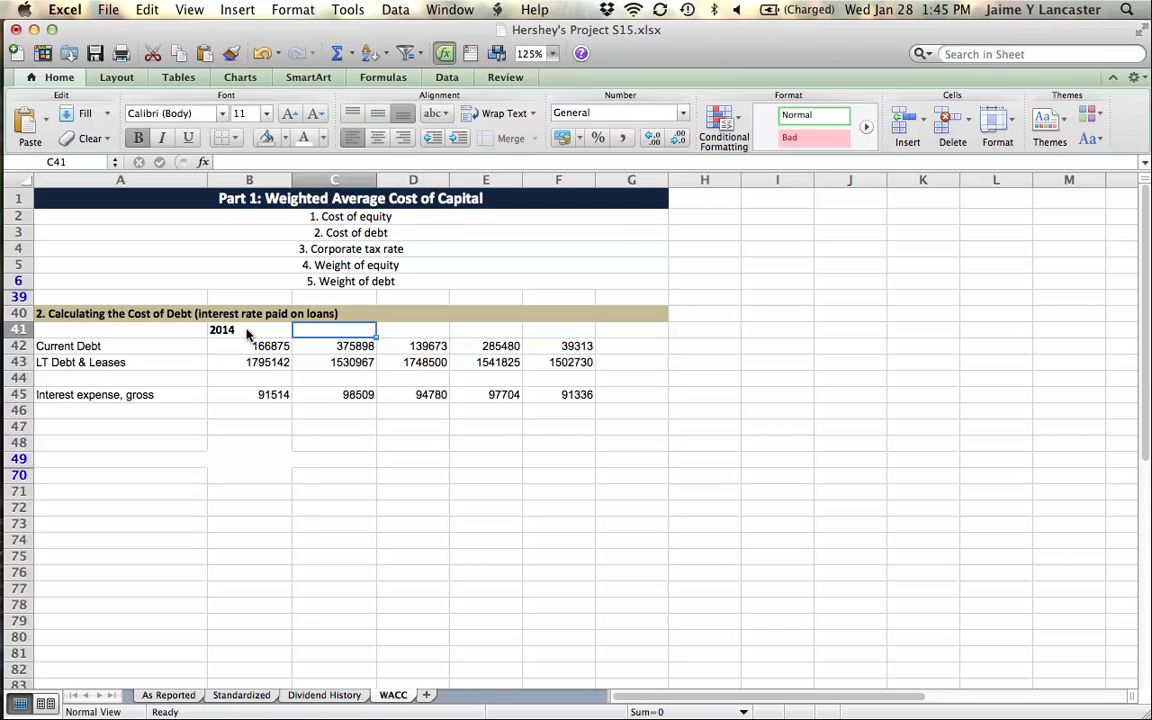 Excel File Edit View Insert Format Tools Data Window Help (Charged) Wed Jan 28 1:45 PM Jaime Y Lancaster
Hershey's Project S15.xlsx
125% Search in Sheet
Home Layout Tables Charts SmartArt Formulas Data Review
Edit Font Alignment Number Format Cells Themes
Paste Fill Clear Calibri (Body) 11 A A B I U A abc Wrap Text Merge General % , .0 .00 .00 .0 Conditional Formatting Normal Bad Insert Delete Format Themes Aa
C41 fx
A B C D E F G H I J K L M
1 Part 1: Weighted Average Cost of Capital
2 1. Cost of equity
3 2. Cost of debt
4 3. Corporate tax rate
5 4. Weight of equity
6 5. Weight of debt
39
40 2. Calculating the Cost of Debt (interest rate paid on loans)
41 2014
42 Current Debt 166875 375898 139673 285480 39313
43 LT Debt & Leases 1795142 1530967 1748500 1541825 1502730
44
45 Interest expense, gross 91514 98509 94780 97704 91336
46
47
48
49
70
71
72
73
74
75
76
77
78
79
80
81
82
83
As Reported Standardized Dividend History WACC +
Normal View Ready Sum=0